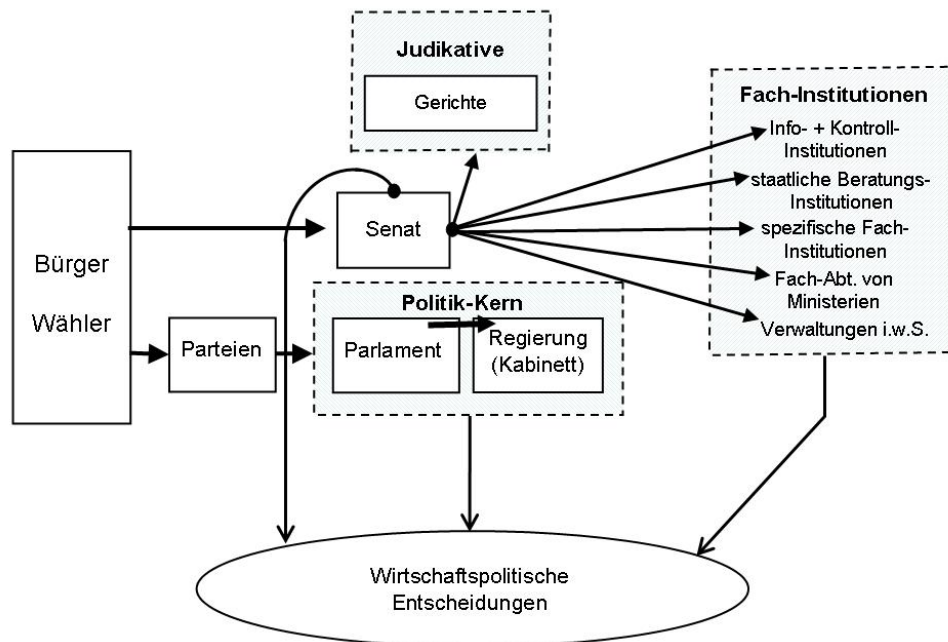 Judikative
Gerichte
Fach-Institutionen
Info- + Kontroll-
Institutionen
staatliche Beratungs-
Institutionen
spezifische Fach-
Institutionen
Fach-Abt. von
Ministerien
Verwaltungen i.w.S.
Bürger
Wähler
Senat
Parteien
Politik-Kern
Parlament
Regierung
(Kabinett)
Wirtschaftspolitische
Entscheidungen